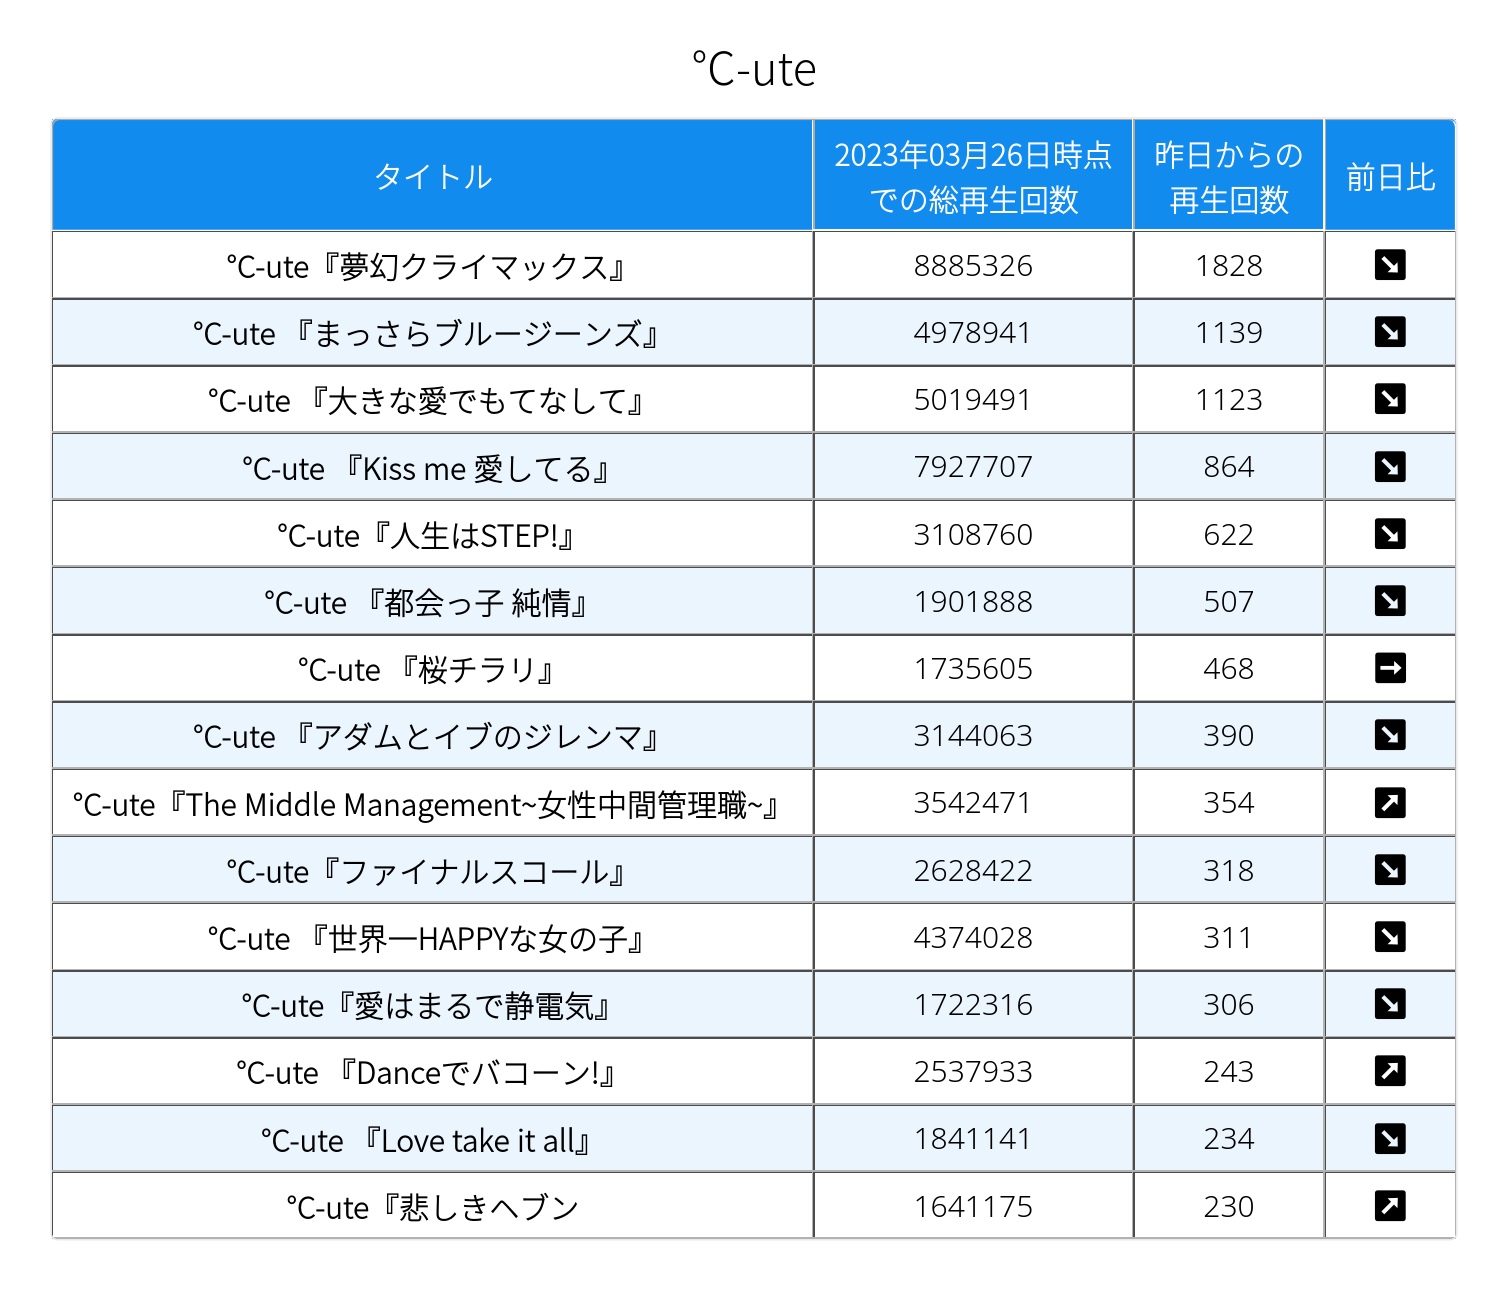 ℃-ute
タイトル
2023年03月26日時点
での総再生回数
昨日からの
再生回数
前日比
℃-ute『夢幻クライマックス』 8885326 1828 ↘
℃-ute 『まっさらブルージーンズ』 4978941 1139 ↘
℃-ute 『大きな愛でもてなして』 5019491 1123 ↘
℃-ute 『Kiss me 愛してる』 7927707 864 ↘
℃-ute『人生はSTEP!』 3108760 622 ↘
℃-ute 『都会っ子 純情』 1901888 507 ↘
℃-ute 『桜チラリ』 1735605 468 →
℃-ute 『アダムとイブのジレンマ』 3144063 390 ↘
℃-ute『The Middle Management~女性中間管理職~』 3542471 354 ↗
℃-ute『ファイナルスコール』 2628422 318 ↘
℃-ute 『世界一HAPPYな女の子』 4374028 311 ↘
℃-ute『愛はまるで静電気』 1722316 306 ↘
℃-ute 『Danceでバコーン!』 2537933 243 ↗
℃-ute 『Love take it all』 1841141 234 ↘
℃-ute『悲しきヘブン 1641175 230 ↗